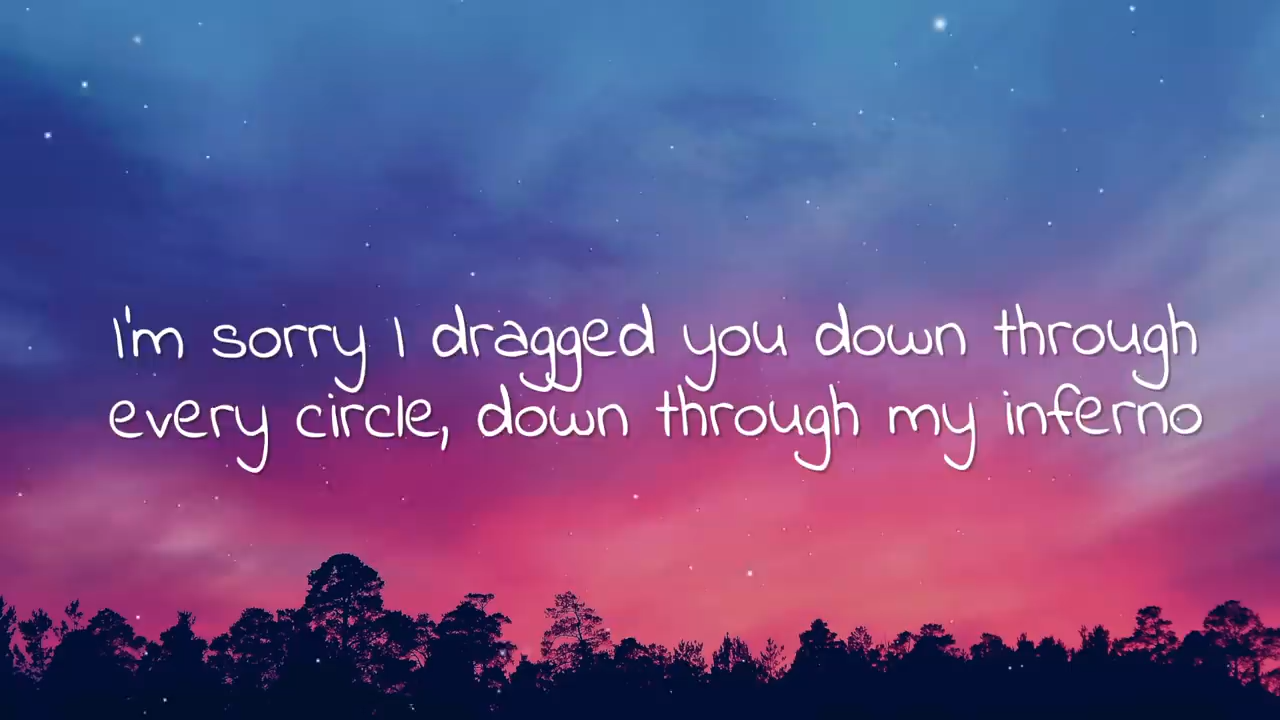 I'm sorry I dragged you down through
every circle, down through my inferno